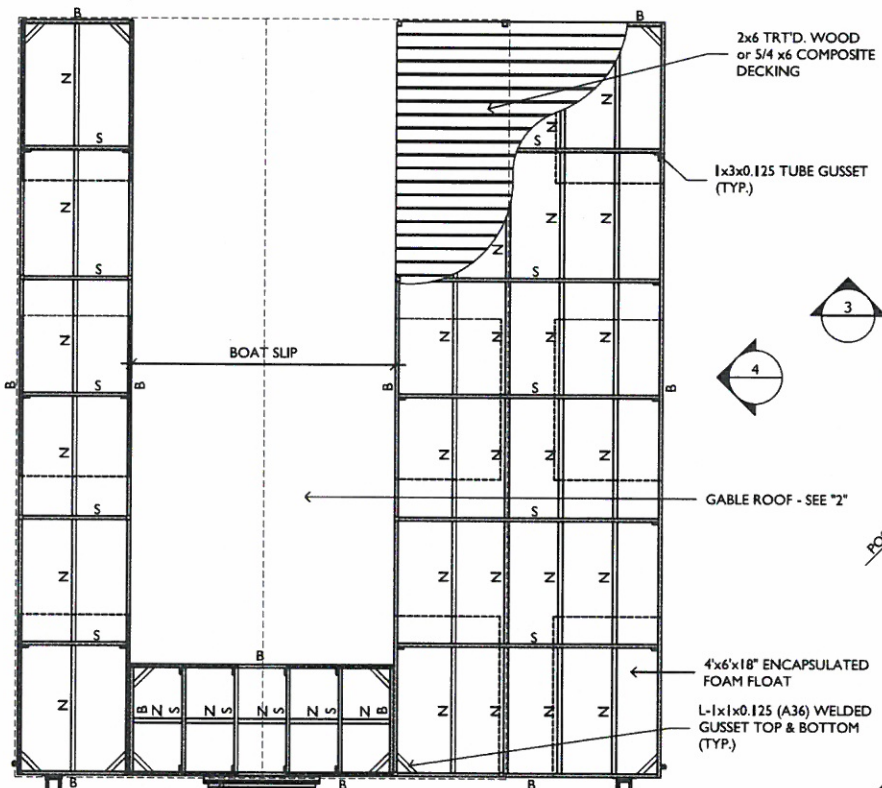 2x6 TRT'D. WOOD
or 5/4 x6 COMPOSITE
DECKING
B
N
S
N
1x3x0.125 TUBE GUSSET
(TYP.)
S
N
N
N
N
S
S
3
N
N
N
N
N
BOAT SLIP
4
B
B
B
B
S
S
N
N
N
N
N
GABLE ROOF - SEE "2"
S
S
N
N
N
N
N
S
S
B
4'x6'x18" ENCAPSULATED
FOAM FLOAT
N
B
N
S
N
S
N
S
N
S
N
B
N
N
N
N
L-1x1x0.125 (A36) WELDED
GUSSET TOP & BOTTOM
(TYP.)
B
B
B